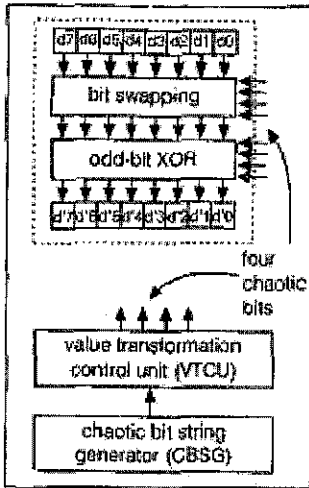 d7 d6 d5 d4 d3 d2 d1 d0
bit swapping
odd-bit XOR
d'7 d'6 d'5 d'4 d'3 d'2 d'1 d'0
four
chaotic
bits
value transformation
control unit (VTCU)
chaotic bit string
generator (CBSG)